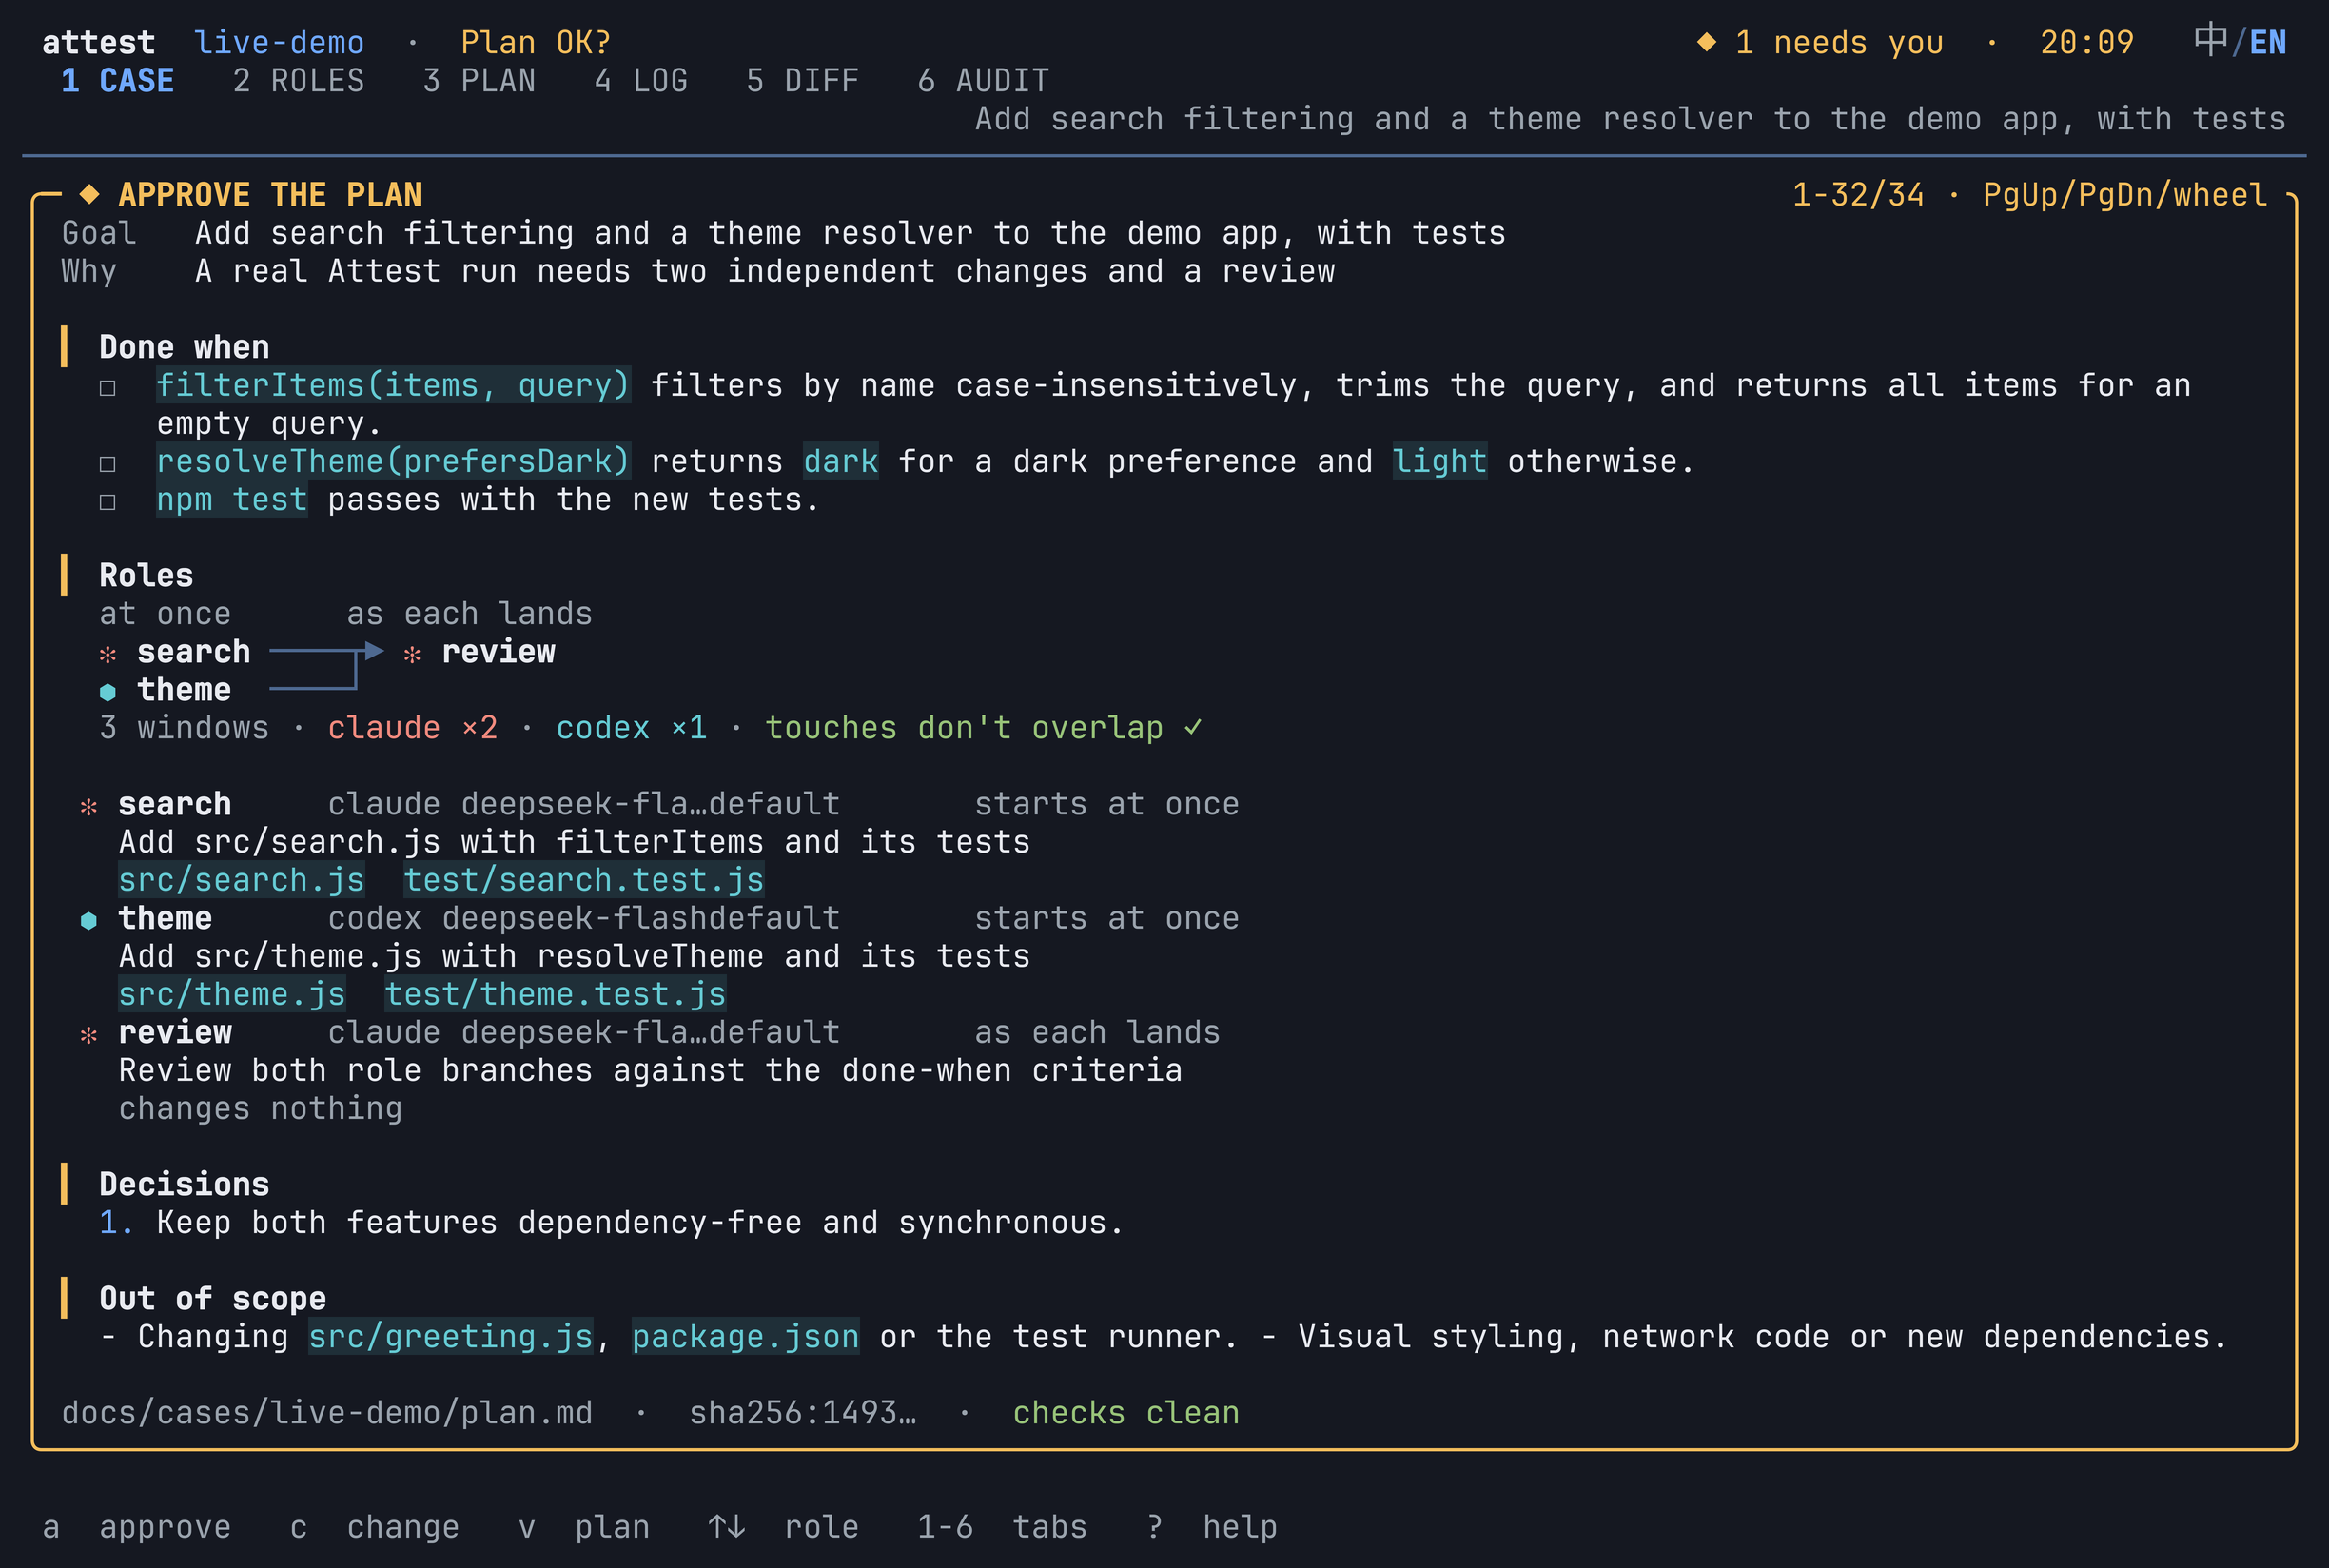 attest live-demo · Plan OK? ◆ 1 needs you · 20:09 中/EN
1 CASE 2 ROLES 3 PLAN 4 LOG 5 DIFF 6 AUDIT
Add search filtering and a theme resolver to the demo app, with tests
◆ APPROVE THE PLAN 1-32/34 · PgUp/PgDn/wheel
Goal Add search filtering and a theme resolver to the demo app, with tests
Why A real Attest run needs two independent changes and a review
Done when
□ filterItems(items, query) filters by name case-insensitively, trims the query, and returns all items for an
empty query.
□ resolveTheme(prefersDark) returns dark for a dark preference and light otherwise.
□ npm test passes with the new tests.
Roles
at once as each lands
✻ search ▶ ✻ review
⬢ theme
3 windows · claude ×2 · codex ×1 · touches don't overlap ✓
✻ search claude deepseek-fla…default starts at once
Add src/search.js with filterItems and its tests
src/search.js test/search.test.js
⬢ theme codex deepseek-flashdefault starts at once
Add src/theme.js with resolveTheme and its tests
src/theme.js test/theme.test.js
✻ review claude deepseek-fla…default as each lands
Review both role branches against the done-when criteria
changes nothing
Decisions
1. Keep both features dependency-free and synchronous.
Out of scope
- Changing src/greeting.js, package.json or the test runner. - Visual styling, network code or new dependencies.
docs/cases/live-demo/plan.md · sha256:1493… · checks clean
a approve c change v plan ↑↓ role 1-6 tabs ? help